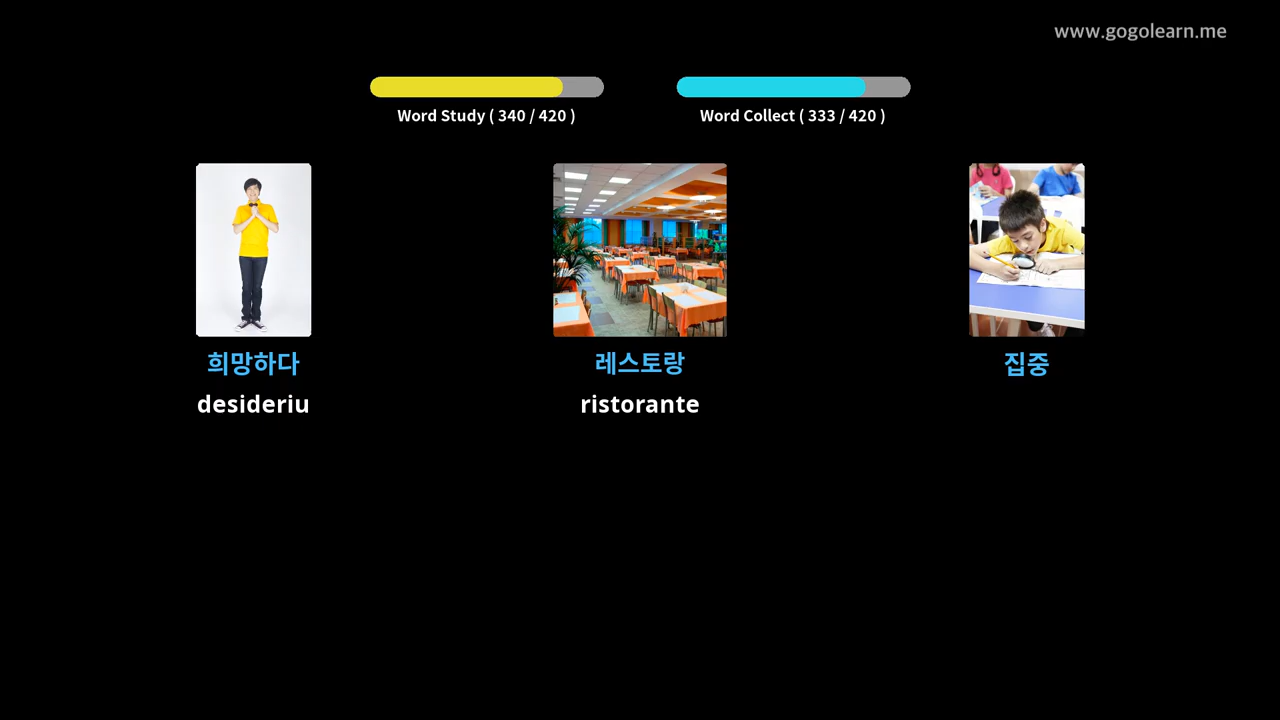 www.gogolearn.me
Word Study ( 340 / 420 )
Word Collect ( 333 / 420 )
희망하다
레스토랑
집중
desideriu
ristorante